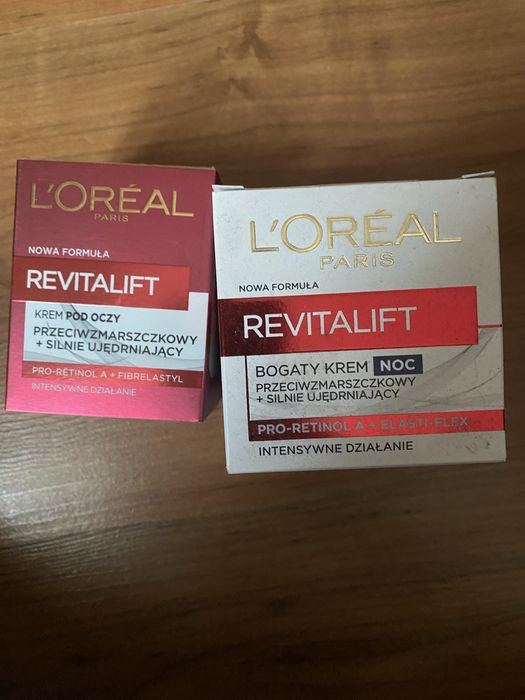 L'ORÉAL
PARIS
NOWA FORMUŁA
REVITALIFT
KREM POD OCZY
PRZECIWZMARSZCZKOWY
+ SILNIE UJĘDRNIAJĄCY
PRO-RETINOL A + FIBRELASTYL
INTENSYWNE DZIAŁANIE
L'ORÉAL
PARIS
NOWA FORMUŁA
REVITALIFT
BOGATY KREM NOC
PRZECIWZMARSZCZKOWY
+ SILNIE UJĘDRNIAJĄCY
PRO-RETINOL A + ELASTI-FLEX
INTENSYWNE DZIAŁANIE